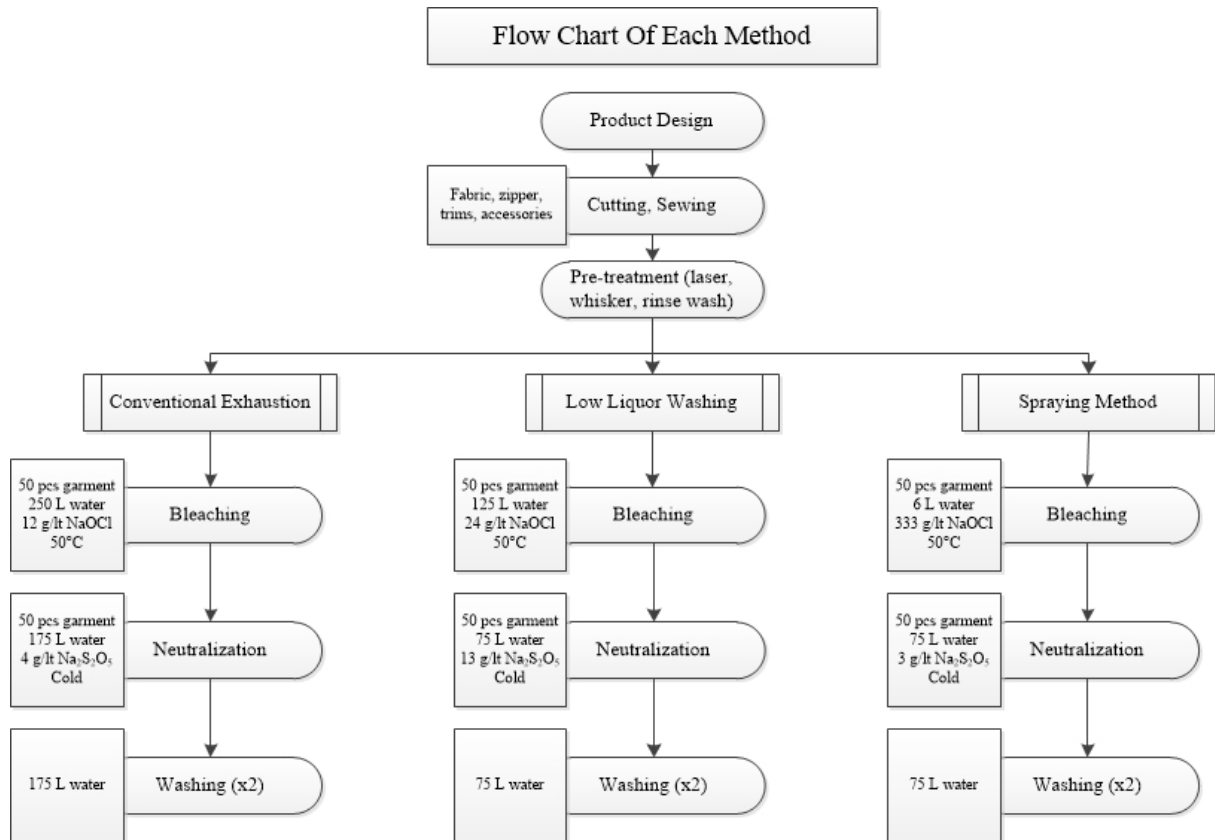 Flow Chart Of Each Method
Product Design
Fabric, zipper,
trims, accessories
Cutting, Sewing
Pre-treatment (laser,
whisker, rinse wash)
Conventional Exhaustion
Low Liquor Washing
Spraying Method
50 pcs garment
250 L water
12 g/lt NaOCl
50°C
Bleaching
50 pcs garment
125 L water
24 g/lt NaOCl
50°C
Bleaching
50 pcs garment
6 L water
333 g/lt NaOCl
50°C
Bleaching
50 pcs garment
175 L water
4 g/lt Na₂S₂O₅
Cold
Neutralization
50 pcs garment
75 L water
13 g/lt Na₂S₂O₅
Cold
Neutralization
50 pcs garment
75 L water
3 g/lt Na₂S₂O₅
Cold
Neutralization
175 L water
Washing (x2)
75 L water
Washing (x2)
75 L water
Washing (x2)